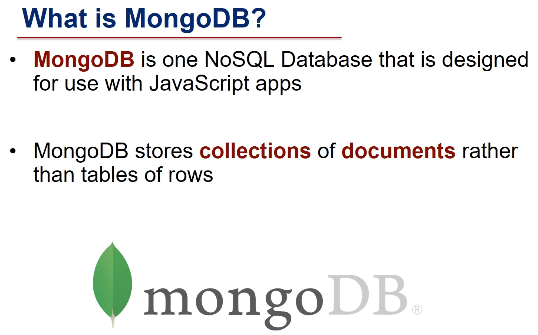 What is MongoDB?
• MongoDB is one NoSQL Database that is designed
for use with JavaScript apps
• MongoDB stores collections of documents rather
than tables of rows
mongoDB®